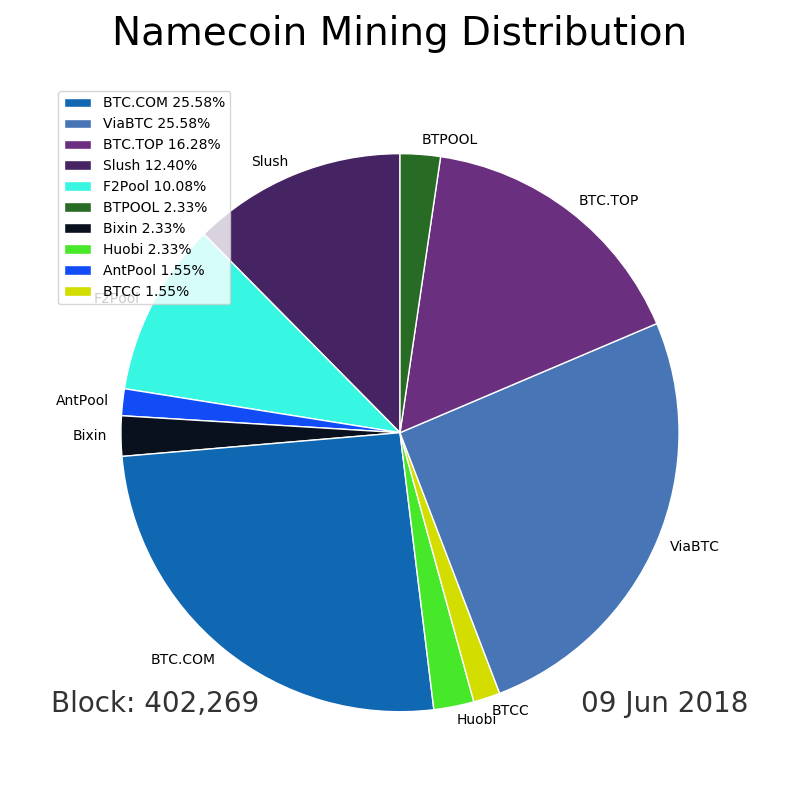 Namecoin Mining Distribution
BTC.COM 25.58%
ViaBTC 25.58%
BTC.TOP 16.28%
Slush 12.40%
F2Pool 10.08%
BTPOOL 2.33%
Bixin 2.33%
Huobi 2.33%
AntPool 1.55%
BTCC 1.55%
BTPOOL
Slush
BTC.TOP
F2Pool
AntPool
Bixin
ViaBTC
BTC.COM
Huobi
BTCC
Block: 402,269
09 Jun 2018